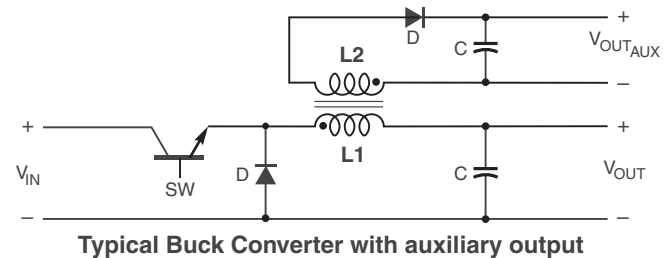 D
C
+
V_OUT_AUX
–
L2
+
V_IN
–
SW
D
L1
C
+
V_OUT
–
Typical Buck Converter with auxiliary output